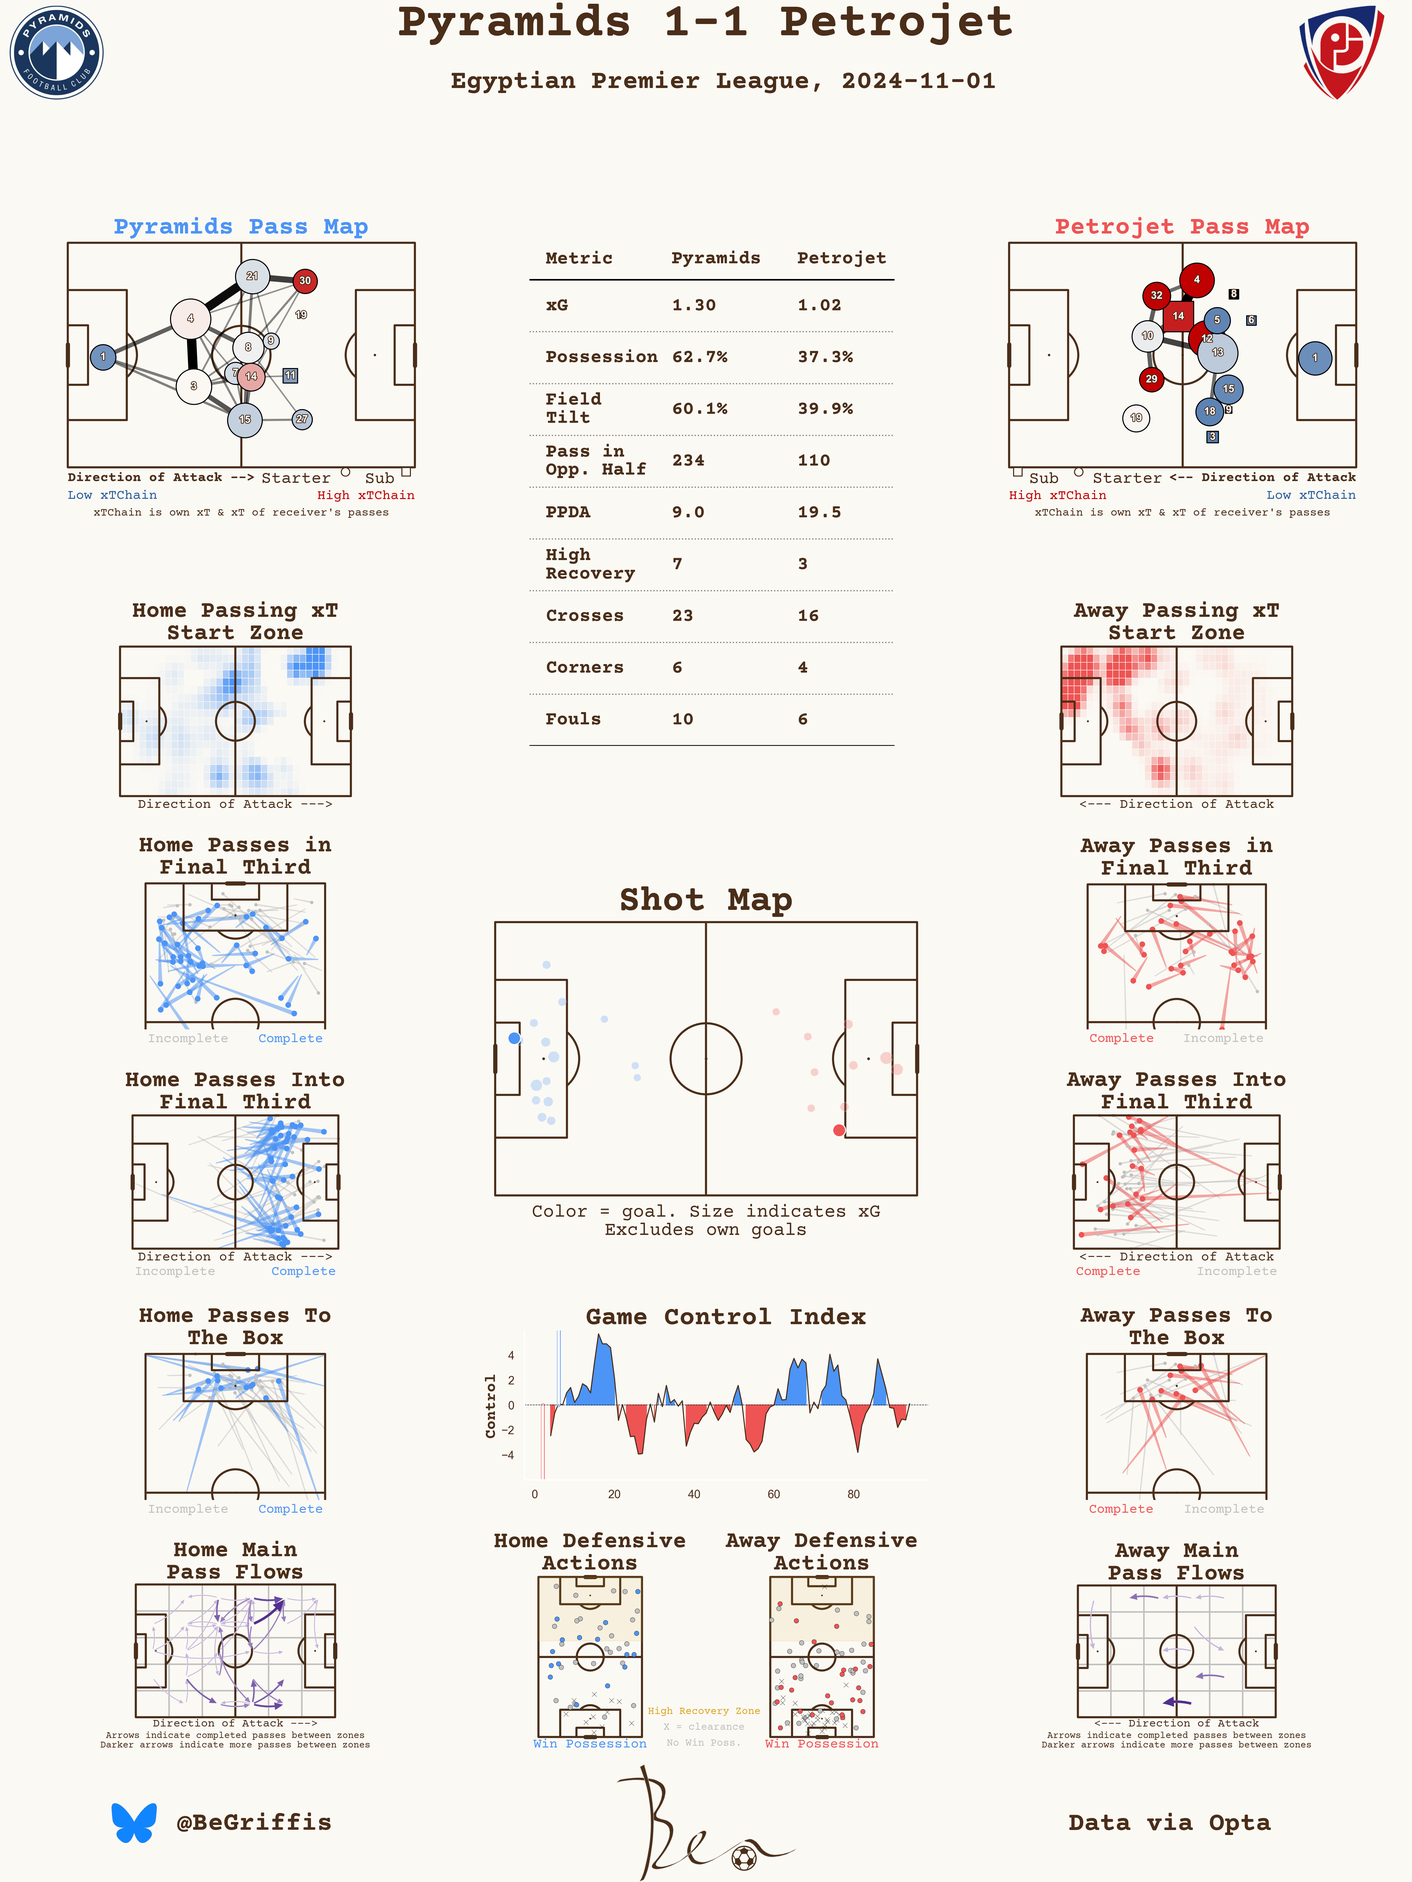 Pyramids 1-1 Petrojet
Egyptian Premier League, 2024-11-01
PYRAMIDS
FOOTBALL CLUB
Pyramids Pass Map
21
30
4
19
9
8
1
7
14
11
3
15
27
Direction of Attack --> Starter Sub
Low xTChain High xTChain
xTChain is own xT & xT of receiver's passes
Metric Pyramids Petrojet
xG 1.30 1.02
Possession 62.7% 37.3%
Field
Tilt 60.1% 39.9%
Pass in
Opp. Half 234 110
PPDA 9.0 19.5
High
Recovery 7 3
Crosses 23 16
Corners 6 4
Fouls 10 6
Petrojet Pass Map
4
32
8
14
5
6
10
12
13
1
29
15
19
18
9
3
Sub Starter <-- Direction of Attack
High xTChain Low xTChain
xTChain is own xT & xT of receiver's passes
Home Passing xT
Start Zone
Direction of Attack --->
Away Passing xT
Start Zone
<--- Direction of Attack
Home Passes in
Final Third
Incomplete Complete
Away Passes in
Final Third
Complete Incomplete
Shot Map
Color = goal. Size indicates xG
Excludes own goals
Home Passes Into
Final Third
Direction of Attack --->
Incomplete Complete
Away Passes Into
Final Third
<--- Direction of Attack
Complete Incomplete
Home Passes To
The Box
Incomplete Complete
Game Control Index
Control
4
2
0
−2
−4
0 20 40 60 80
Away Passes To
The Box
Complete Incomplete
Home Main
Pass Flows
Direction of Attack --->
Arrows indicate completed passes between zones
Darker arrows indicate more passes between zones
Home Defensive
Actions
Win Possession
High Recovery Zone
X = clearance
No Win Poss.
Away Defensive
Actions
Win Possession
Away Main
Pass Flows
<--- Direction of Attack
Arrows indicate completed passes between zones
Darker arrows indicate more passes between zones
@BeGriffis
Ben
Data via Opta